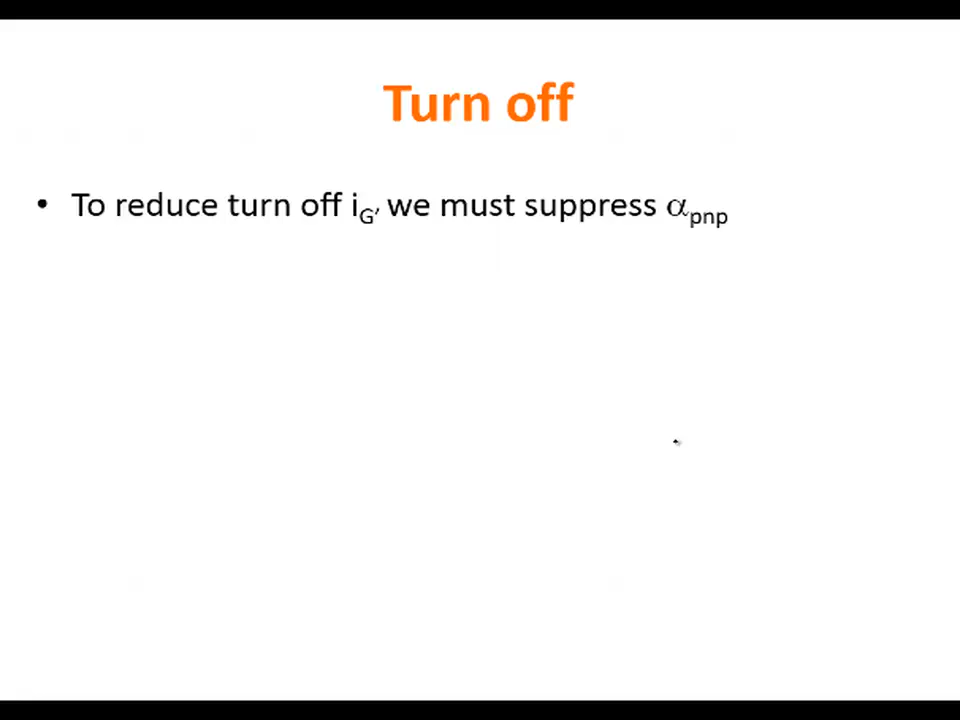 Turn off
• To reduce turn off iG’ we must suppress αpnp